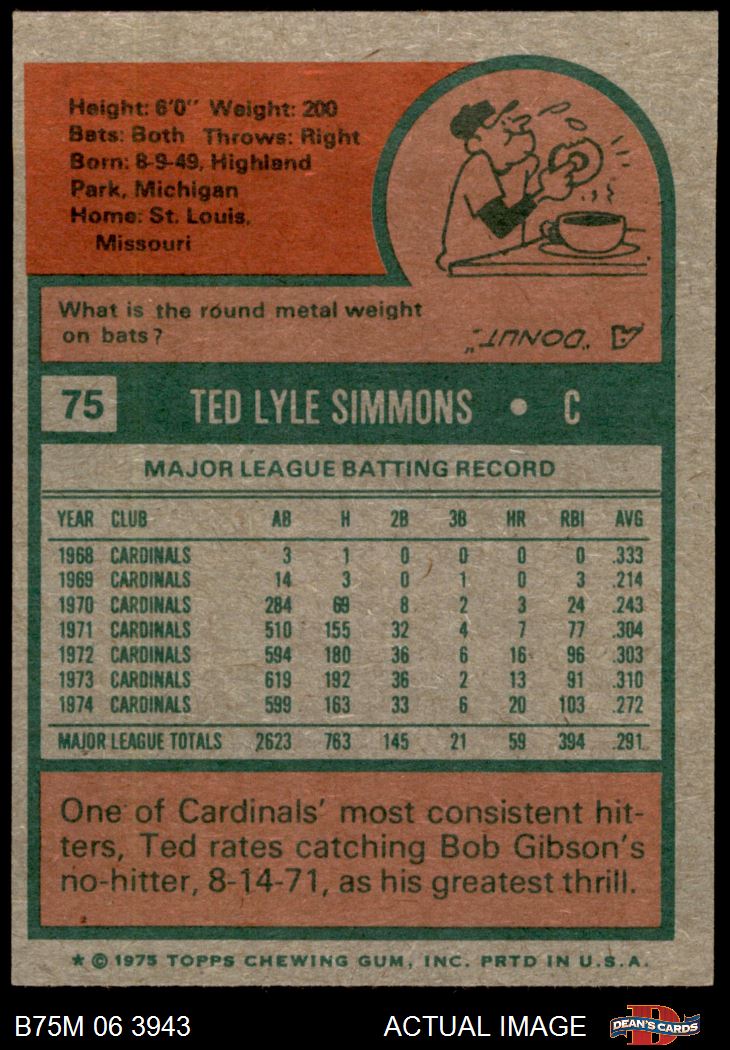 Height: 6'0" Weight: 200
Bats: Both Throws: Right
Born: 8-9-49, Highland
Park, Michigan
Home: St. Louis,
Missouri
What is the round metal weight
on bats?
A: "DONUT".
75 TED LYLE SIMMONS • C
MAJOR LEAGUE BATTING RECORD
YEAR CLUB AB H 2B 3B HR RBI AVG
1968 CARDINALS 3 1 0 0 0 0 .333
1969 CARDINALS 14 3 0 1 0 3 .214
1970 CARDINALS 284 69 8 2 3 24 .243
1971 CARDINALS 510 155 32 4 7 77 .304
1972 CARDINALS 594 180 36 6 16 96 .303
1973 CARDINALS 619 192 36 2 13 91 .310
1974 CARDINALS 599 163 33 6 20 103 .272
MAJOR LEAGUE TOTALS 2623 763 145 21 59 394 .291
One of Cardinals' most consistent hit-
ters, Ted rates catching Bob Gibson's
no-hitter, 8-14-71, as his greatest thrill.
★ © 1975 TOPPS CHEWING GUM, INC. PRTD IN U.S.A.
B75M 06 3943 ACTUAL IMAGE DEAN'S CARDS